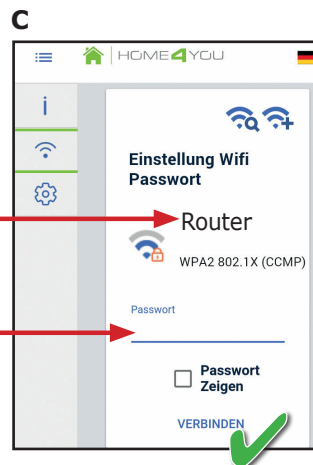 C
HOME4YOU
i
Einstellung Wifi
Passwort
Router
WPA2 802.1X (CCMP)
Passwort
Passwort
Zeigen
VERBINDEN